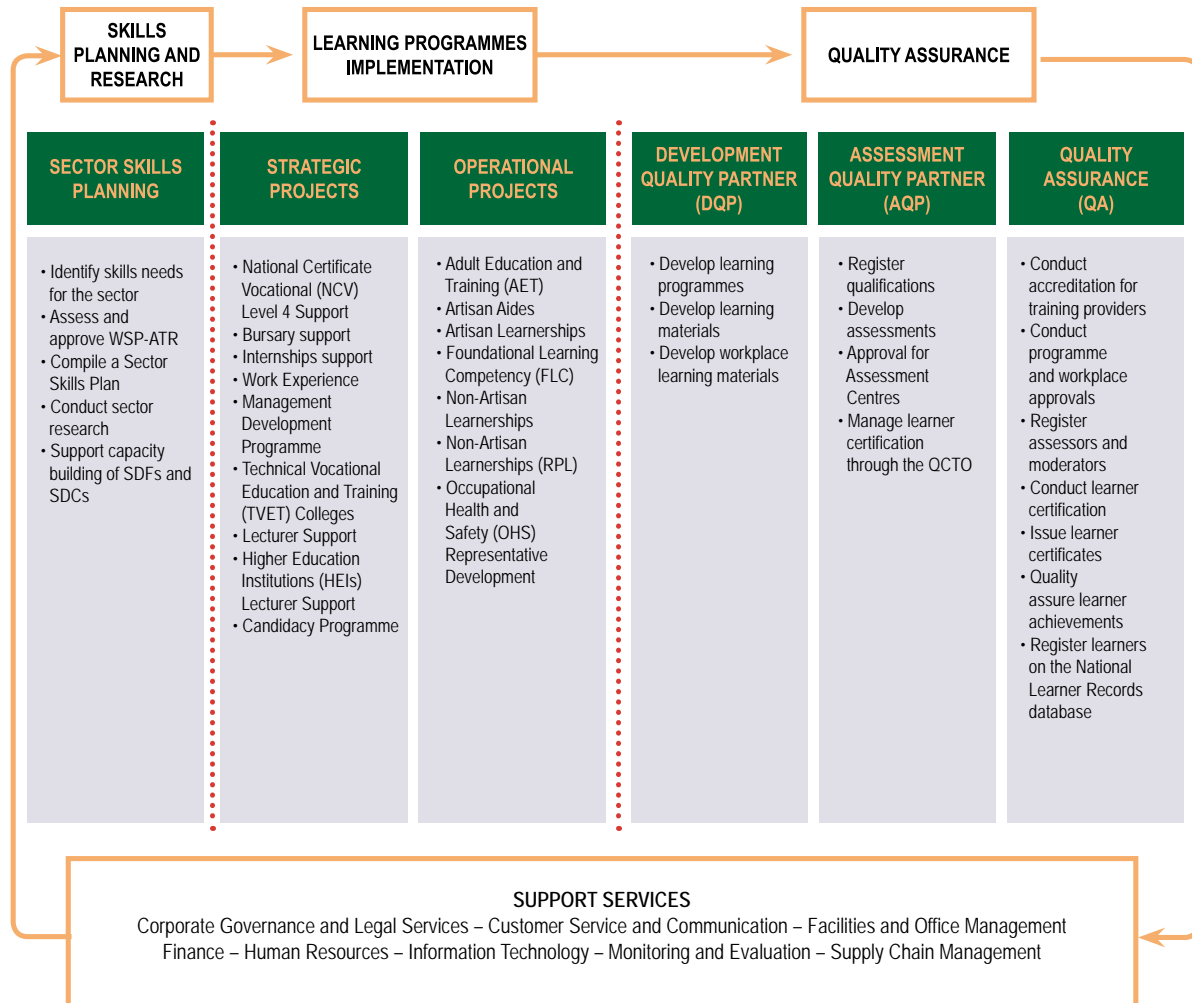 SKILLS
PLANNING AND
RESEARCH
LEARNING PROGRAMMES
IMPLEMENTATION
QUALITY ASSURANCE
SECTOR SKILLS
PLANNING
• Identify skills needs
for the sector
• Assess and
approve WSP-ATR
• Compile a Sector
Skills Plan
• Conduct sector
research
• Support capacity
building of SDFs and
SDCs
STRATEGIC
PROJECTS
• National Certificate
Vocational (NCV)
Level 4 Support
• Bursary support
• Internships support
• Work Experience
• Management
Development
Programme
• Technical Vocational
Education and Training
(TVET) Colleges
• Lecturer Support
• Higher Education
Institutions (HEIs)
Lecturer Support
• Candidacy Programme
OPERATIONAL
PROJECTS
• Adult Education and
Training (AET)
• Artisan Aides
• Artisan Learnerships
• Foundational Learning
Competency (FLC)
• Non-Artisan
Learnerships
• Non-Artisan
Learnerships (RPL)
• Occupational
Health and
Safety (OHS)
Representative
Development
DEVELOPMENT
QUALITY PARTNER
(DQP)
• Develop learning
programmes
• Develop learning
materials
• Develop workplace
learning materials
ASSESSMENT
QUALITY PARTNER
(AQP)
• Register
qualifications
• Develop
assessments
• Approval for
Assessment
Centres
• Manage learner
certification
through the QCTO
QUALITY
ASSURANCE
(QA)
• Conduct
accreditation for
training providers
• Conduct
programme
and workplace
approvals
• Register
assessors and
moderators
• Conduct learner
certification
• Issue learner
certificates
• Quality
assure learner
achievements
• Register learners
on the National
Learner Records
database
SUPPORT SERVICES
Corporate Governance and Legal Services – Customer Service and Communication – Facilities and Office Management
Finance – Human Resources – Information Technology – Monitoring and Evaluation – Supply Chain Management